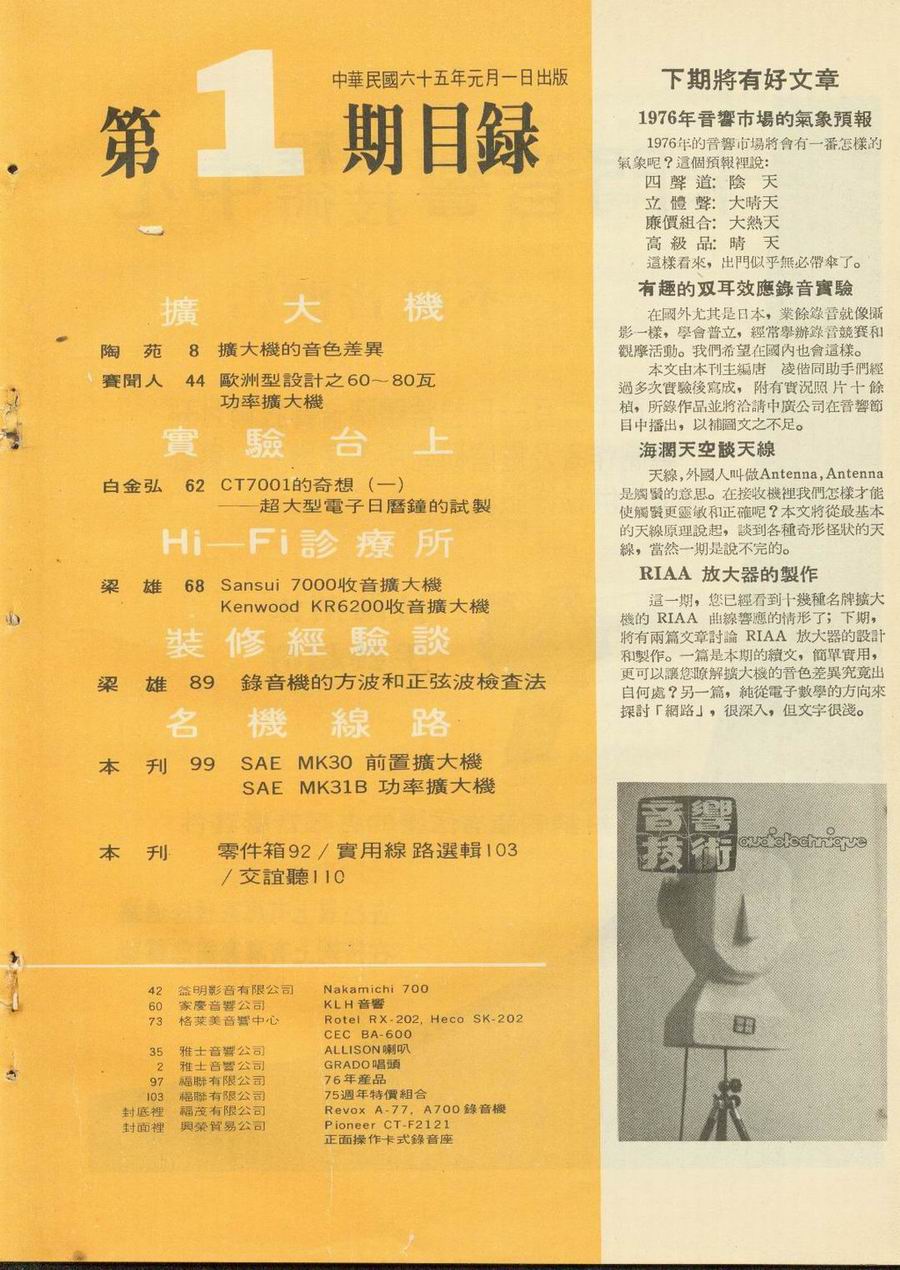 中華民國六十五年元月一日出版
第1期目録
擴大機
陶苑 8 擴大機的音色差異
賽聞人 44 歐洲型設計之60～80瓦
功率擴大機
實驗台上
白金弘 62 CT7001的奇想（一）
——超大型電子日曆鐘的試製
Hi—Fi診療所
梁雄 68 Sansui 7000收音擴大機
Kenwood KR6200收音擴大機
裝修經驗談
梁雄 89 錄音機的方波和正弦波檢查法
名機線路
本刊 99 SAE MK30 前置擴大機
SAE MK31B 功率擴大機
本刊 零件箱92/實用線路選輯103
/交誼聽110
42 益明影音有限公司 Nakamichi 700
60 家慶音響公司 KLH音響
73 格萊美音響中心 Rotel RX-202, Heco SK-202
CEC BA-600
35 雅士音響公司 ALLISON喇叭
2 雅士音響公司 GRADO唱頭
97 福聯有限公司 76年產品
103 福聯有限公司 75週年特價組合
封底裡 福茂有限公司 Revox A-77, A700錄音機
封面裡 興榮貿易公司 Pioneer CT-F2121
正面操作卡式錄音座
下期將有好文章
1976年音響市場的氣象預報
1976年的音響市場將會有一番怎樣的
氣象呢？這個預報裡說：
四聲道：陰天
立體聲：大晴天
廉價組合：大熱天
高級品：晴天
這樣看來，出門似乎無必帶傘了。
有趣的双耳效應錄音實驗
在國外尤其是日本，業餘錄音就像攝
影一樣，學會普立，經常舉辦錄音競賽和
觀摩活動。我們希望在國內也會這樣。
本文由本刊主編唐凌偕同助手們經
過多次實驗後寫成，附有實況照片十餘
楨，所錄作品並將洽請中廣公司在音響節
目中播出，以補圖文之不足。
海濶天空談天線
天線，外國人叫做Antenna，Antenna
是觸鬚的意思。在接收機裡我們怎樣才能
使觸鬚更靈敏和正確呢？本文將從最基本
的天線原理說起，談到各種奇形怪狀的天
線，當然一期是說不完的。
RIAA 放大器的製作
這一期，您已經看到十幾種名牌擴大
機的 RIAA 曲線響應的情形了；下期，
將有兩篇文章討論 RIAA 放大器的設計
和製作。一篇是本期的續文，簡單實用，
更可以讓您瞭解擴大機的音色差異究竟出
自何處？另一篇，純從電子數學的方向來
探討「網路」，很深入，但文字很淺。
音響
技術 audiotechnique